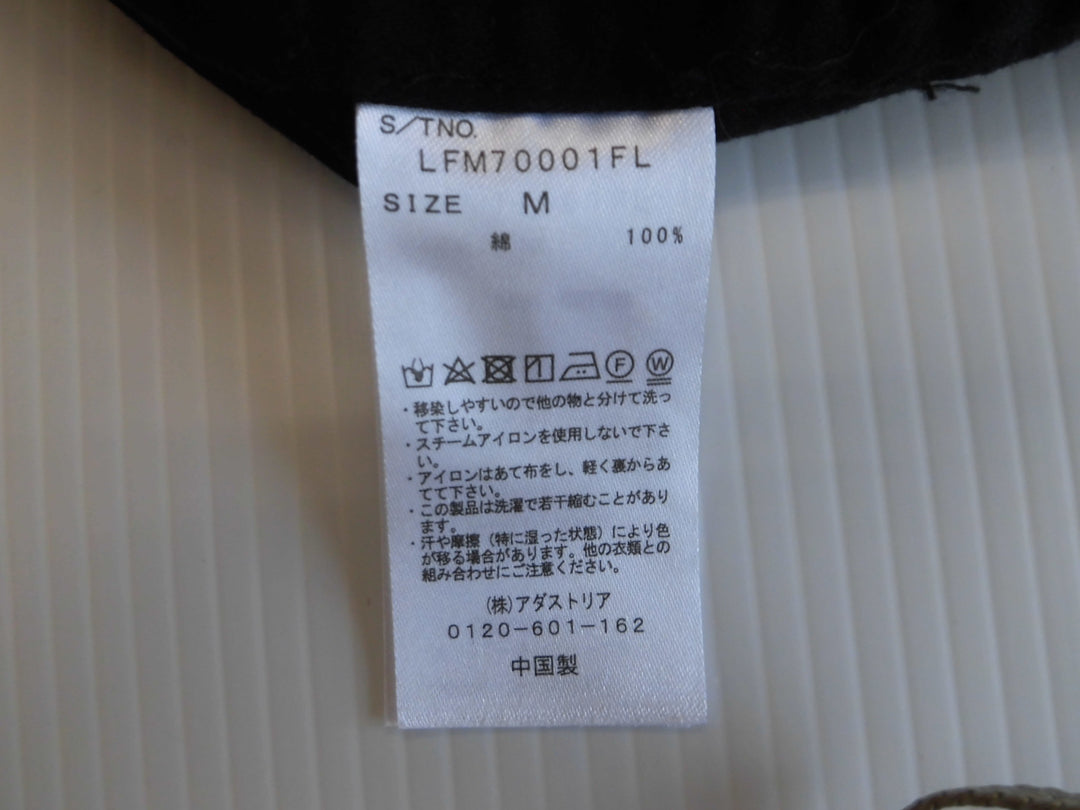 S/TNO.
LFM70001FL
SIZE M
綿 100%
F W
・移染しやすいので他の物と分けて洗っ
て下さい。
・スチームアイロンを使用しないで下さ
い。
・アイロンはあて布をし、軽く裏からあ
てて下さい。
・この製品は洗濯で若干縮むことがあり
ます。
・汗や摩擦（特に湿った状態）により色
が移る場合があります。他の衣類との
組み合わせにご注意ください。
(株)アダストリア
0120-601-162
中国製